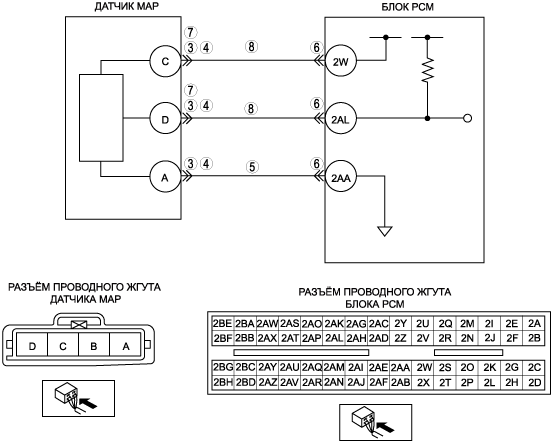 ДАТЧИК MAP
БЛОК PCM
7
3 4 8 6
C
2W
7
3 4 8 6
D
2AL
3 4 5 6
A
2AA
РАЗЪЁМ ПРОВОДНОГО ЖГУТА
ДАТЧИКА MAP
D C B A
РАЗЪЁМ ПРОВОДНОГО ЖГУТА
БЛОКА PCM
2BE 2BA 2AW 2AS 2AO 2AK 2AG 2AC 2Y 2U 2Q 2M 2I 2E 2A
2BF 2BB 2AX 2AT 2AP 2AL 2AH 2AD 2Z 2V 2R 2N 2J 2F 2B
2BG 2BC 2AY 2AU 2AQ 2AM 2AI 2AE 2AA 2W 2S 2O 2K 2G 2C
2BH 2BD 2AZ 2AV 2AR 2AN 2AJ 2AF 2AB 2X 2T 2P 2L 2H 2D